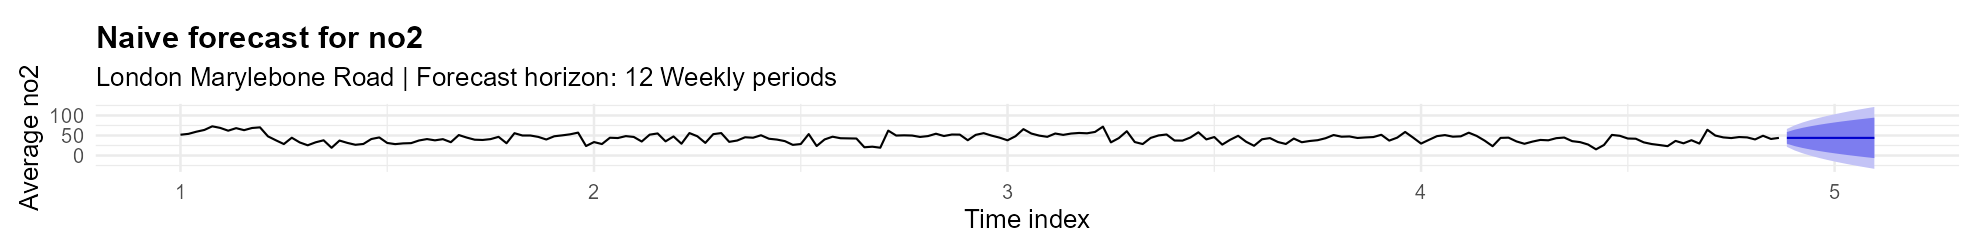 Naive forecast for no2
London Marylebone Road | Forecast horizon: 12 Weekly periods
Average no2
100
50
0
1 2 3 4 5
Time index